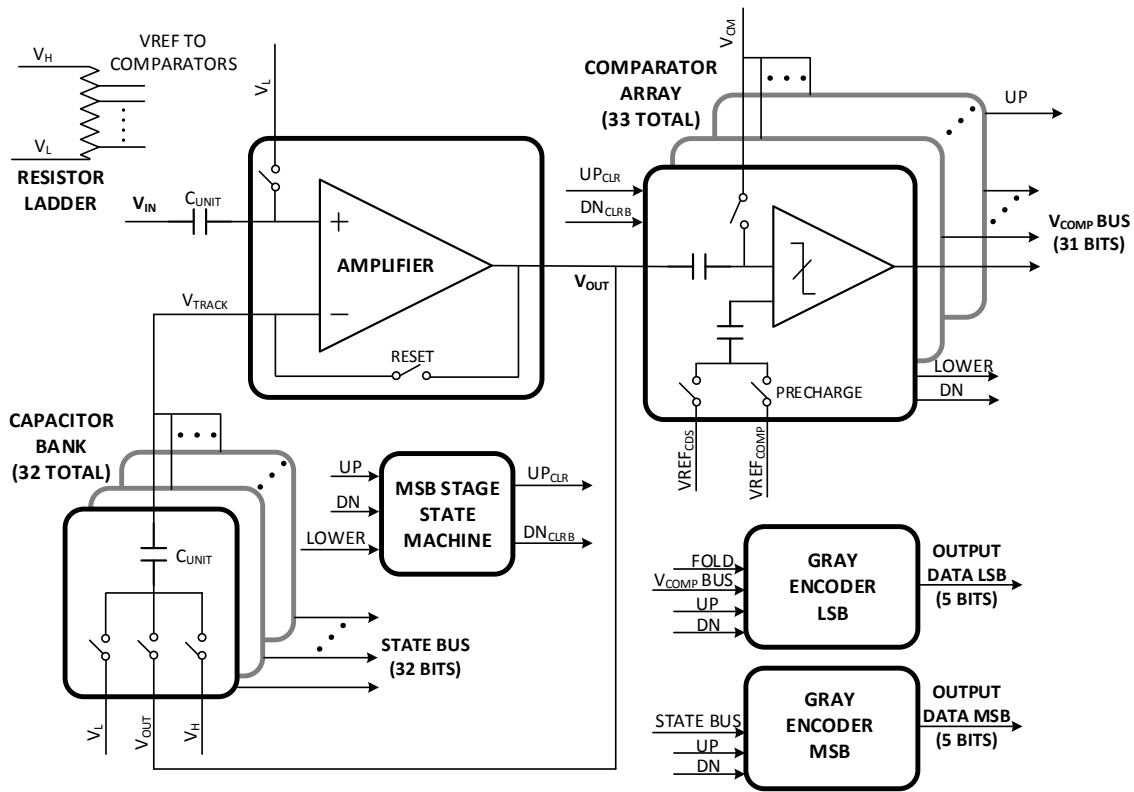 V_H
VREF TO
COMPARATORS
V_L
RESISTOR
LADDER
V_L
V_IN
C_UNIT
+
AMPLIFIER
−
V_TRACK
RESET
V_OUT
V_CM
COMPARATOR
ARRAY
(33 TOTAL)
UP
UP_CLR
DN_CLRB
V_COMP BUS
(31 BITS)
PRECHARGE
LOWER
DN
VREF_CDS
VREF_COMP
CAPACITOR
BANK
(32 TOTAL)
C_UNIT
V_L
V_OUT
V_H
STATE BUS
(32 BITS)
UP
DN
LOWER
MSB STAGE
STATE
MACHINE
UP_CLR
DN_CLRB
FOLD
V_COMP BUS
UP
DN
GRAY
ENCODER
LSB
OUTPUT
DATA LSB
(5 BITS)
STATE BUS
UP
DN
GRAY
ENCODER
MSB
OUTPUT
DATA MSB
(5 BITS)